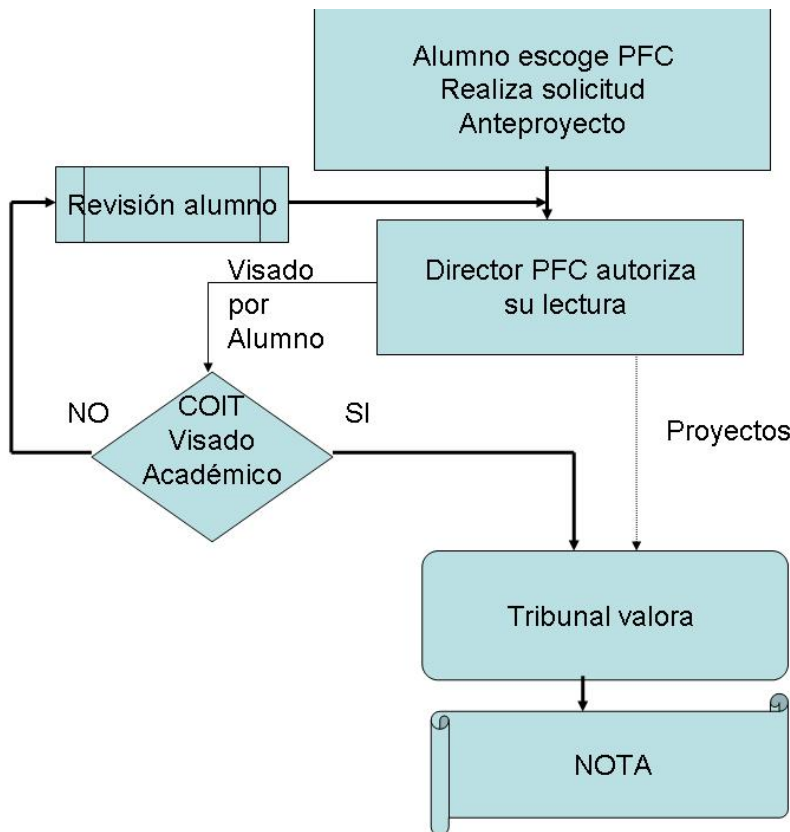 Alumno escoge PFC
Realiza solicitud
Anteproyecto
Revisión alumno
Director PFC autoriza
su lectura
Visado
por
Alumno
NO
COIT
Visado
Académico
SI
Proyectos
Tribunal valora
NOTA